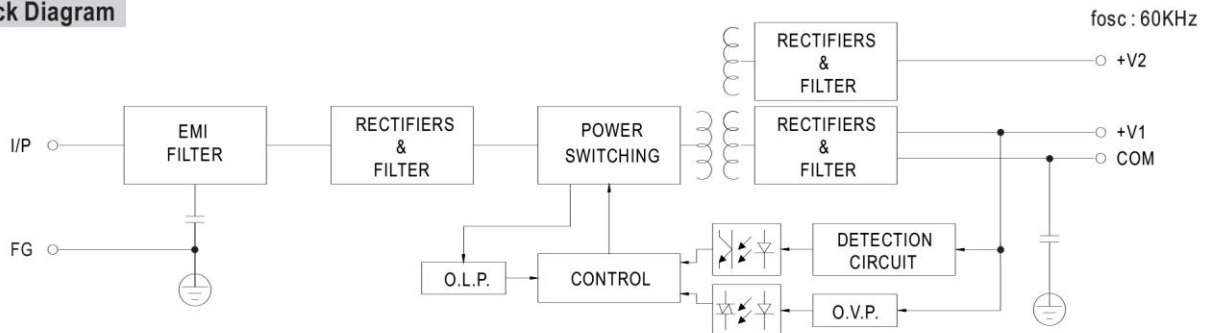 ck Diagram
fosc : 60KHz
RECTIFIERS
&
FILTER
+V2
I/P
EMI
FILTER
RECTIFIERS
&
FILTER
POWER
SWITCHING
RECTIFIERS
&
FILTER
+V1
COM
FG
O.L.P.
CONTROL
DETECTION
CIRCUIT
O.V.P.